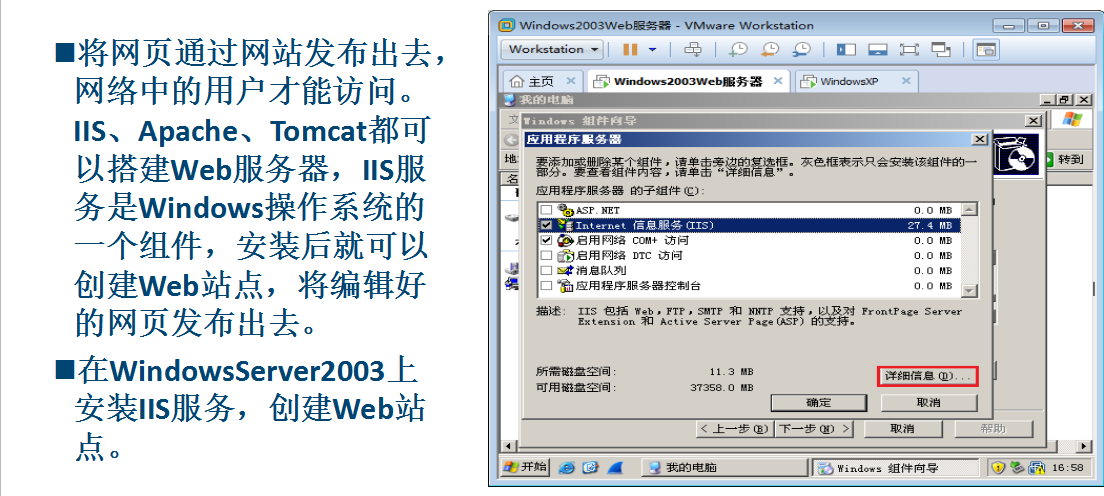 ■将网页通过网站发布出去，
网络中的用户才能访问。
IIS、Apache、Tomcat都可
以搭建Web服务器，IIS服
务是Windows操作系统的
一个组件，安装后就可以
创建Web站点，将编辑好
的网页发布出去。
■在WindowsServer2003上
安装IIS服务，创建Web站
点。
Windows2003Web服务器 - VMware Workstation
Workstation
主页 Windows2003Web服务器 WindowsXP
我的电脑
文 Windows 组件向导
应用程序服务器
地 转到
要添加或删除某个组件，请单击旁边的复选框。灰色框表示只会安装该组件的一
部分。要查看组件内容，请单击“详细信息”。
名
应用程序服务器 的子组件(C):
ASP.NET 0.0 MB
Internet 信息服务(IIS) 27.4 MB
启用网络 COM+ 访问 0.0 MB
启用网络 DTC 访问 0.0 MB
消息队列 0.0 MB
应用程序服务器控制台 0.0 MB
描述: IIS 包括 Web，FTP，SMTP 和 NNTP 支持，以及对 FrontPage Server
Extension 和 Active Server Page(ASP) 的支持。
所需磁盘空间: 11.3 MB
可用磁盘空间: 37358.0 MB
详细信息(D)...
确定 取消
< 上一步(B) 下一步(N) > 取消 帮助
开始 我的电脑 Windows 组件向导 16:58